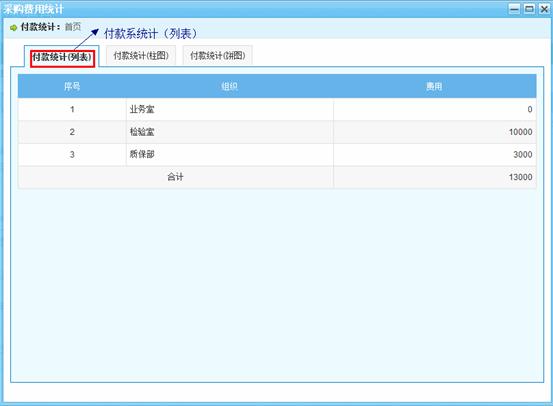 采购费用统计
付款统计：首页
付款系统计（列表）
付款统计(列表) 付款统计(柱图) 付款统计(饼图)
序号 组织 费用
1 业务室 0
2 检验室 10000
3 质保部 3000
合计 13000